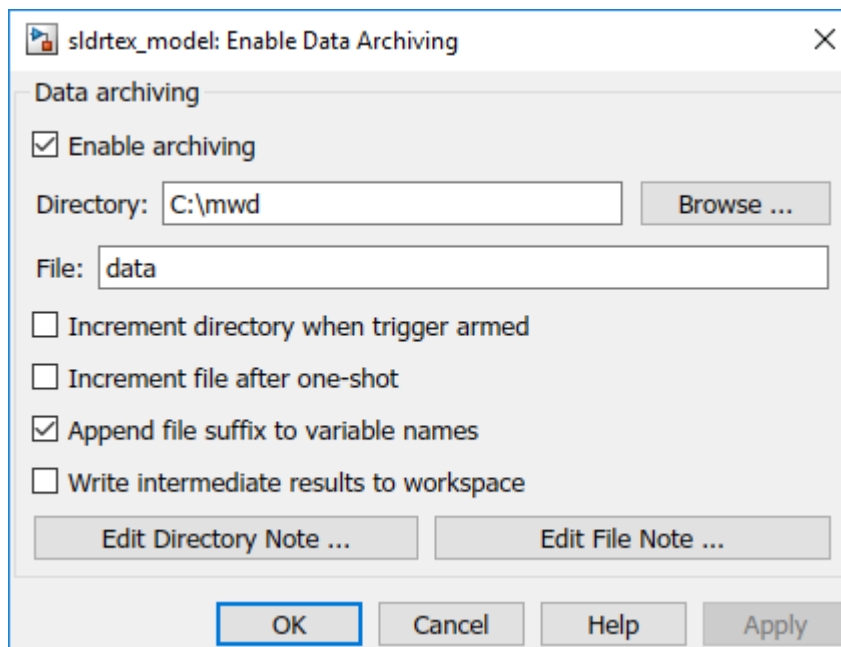 sldrtex_model: Enable Data Archiving
Data archiving
Enable archiving
Directory: C:\mwd Browse ...
File: data
Increment directory when trigger armed
Increment file after one-shot
Append file suffix to variable names
Write intermediate results to workspace
Edit Directory Note ... Edit File Note ...
OK Cancel Help Apply